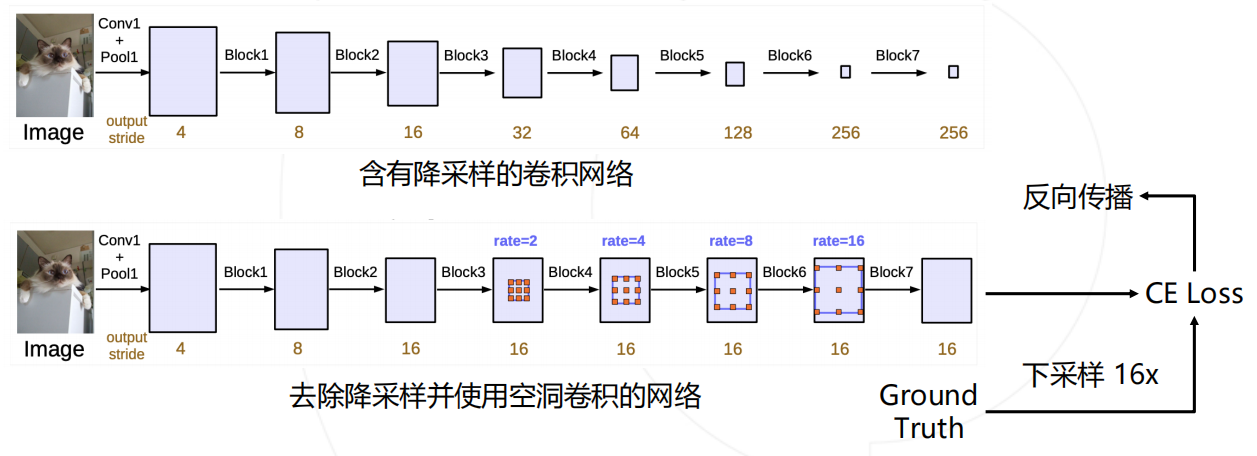 Conv1
+
Pool1
Block1
Block2
Block3
Block4
Block5
Block6
Block7
Image
output
stride
4
8
16
32
64
128
256
256
含有降采样的卷积网络
反向传播
rate=2
rate=4
rate=8
rate=16
Conv1
+
Pool1
Block1
Block2
Block3
Block4
Block5
Block6
Block7
CE Loss
Image
output
stride
4
8
16
16
16
16
16
16
下采样 16x
去除降采样并使用空洞卷积的网络
Ground
Truth